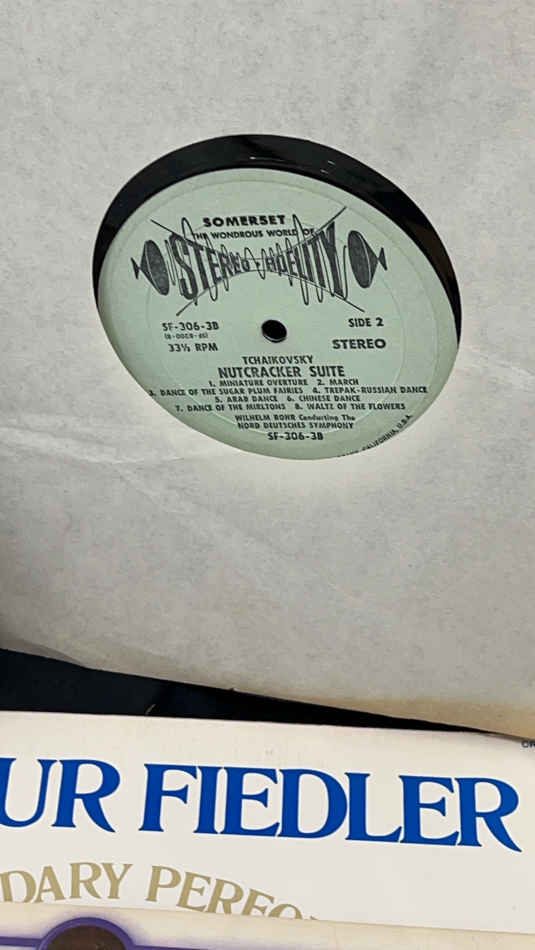 SOMERSET
THE WONDROUS WORLD OF
STEREO-FIDELITY
SF-306-3B SIDE 2
33⅓ RPM STEREO
TCHAIKOVSKY
NUTCRACKER SUITE
1. MINIATURE OVERTURE 2. MARCH
3. DANCE OF THE SUGAR PLUM FAIRIES 4. TREPAK-RUSSIAN DANCE
5. ARAB DANCE 6. CHINESE DANCE
7. DANCE OF THE MIRLTONS 8. WALTZ OF THE FLOWERS
WILHELM ROHR Conducting The
NORD DEUTSCHES SYMPHONY
SF-306-3B
CALIFORNIA, U.S.A.
UR FIEDLER
DARY PERFO